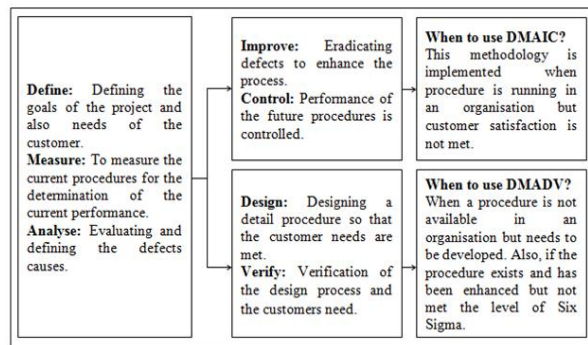 Define: Defining the
goals of the project and
also needs of the
customer.
Measure: To measure the
current procedures for the
determination of the
current performance.
Analyse: Evaluating and
defining the defects
causes.
Improve: Eradicating
defects to enhance the
process.
Control: Performance of
the future procedures is
controlled.
When to use DMAIC?
This methodology is
implemented when
procedure is running in
an organisation but
customer satisfaction is
not met.
Design: Designing a
detail procedure so that
the customer needs are
met.
Verify: Verification of
the design process and
the customers need.
When to use DMADV?
When a procedure is not
available in an
organisation but needs to
be developed. Also, if the
procedure exists and has
been enhanced but not
met the level of Six
Sigma.